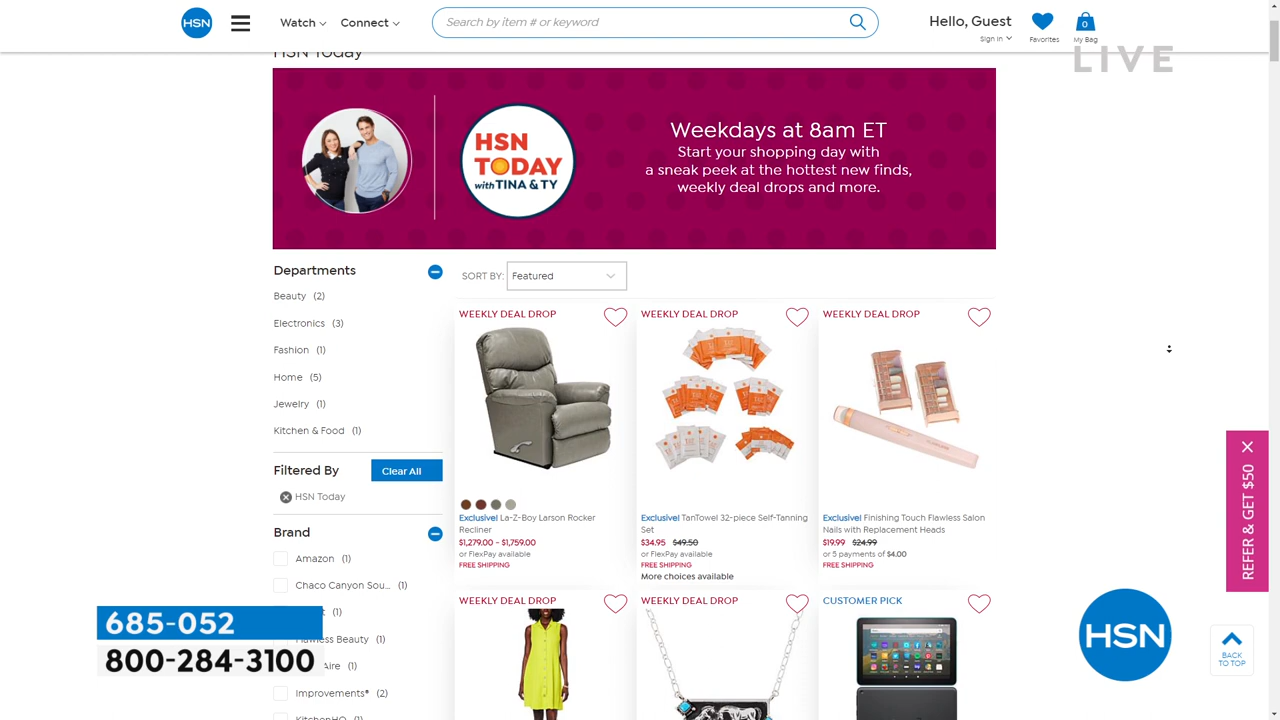 HSN
Watch
Connect
Search by item # or keyword
Hello, Guest
Sign In
Favorites
0
My Bag
LIVE
HSN Today
HSN
TODAY
with TINA & TY
Weekdays at 8am ET
Start your shopping day with
a sneak peek at the hottest new finds,
weekly deal drops and more.
Departments
Beauty (2)
Electronics (3)
Fashion (1)
Home (5)
Jewelry (1)
Kitchen & Food (1)
Filtered By
Clear All
HSN Today
Brand
Amazon (1)
Chaco Canyon Sou... (1)
(1)
Flawless Beauty (1)
Aire (1)
Improvements® (2)
KitchenHQ (1)
SORT BY:
Featured
WEEKLY DEAL DROP
Exclusive! La-Z-Boy Larson Rocker
Recliner
$1,279.00 - $1,759.00
or FlexPay available
FREE SHIPPING
WEEKLY DEAL DROP
Exclusive! TanTowel 32-piece Self-Tanning
Set
$34.95 $49.50
or FlexPay available
FREE SHIPPING
More choices available
WEEKLY DEAL DROP
Exclusive! Finishing Touch Flawless Salon
Nails with Replacement Heads
$19.99 $24.99
or 5 payments of $4.00
FREE SHIPPING
WEEKLY DEAL DROP
WEEKLY DEAL DROP
CUSTOMER PICK
REFER & GET $50
685-052
800-284-3100
HSN
BACK
TO TOP